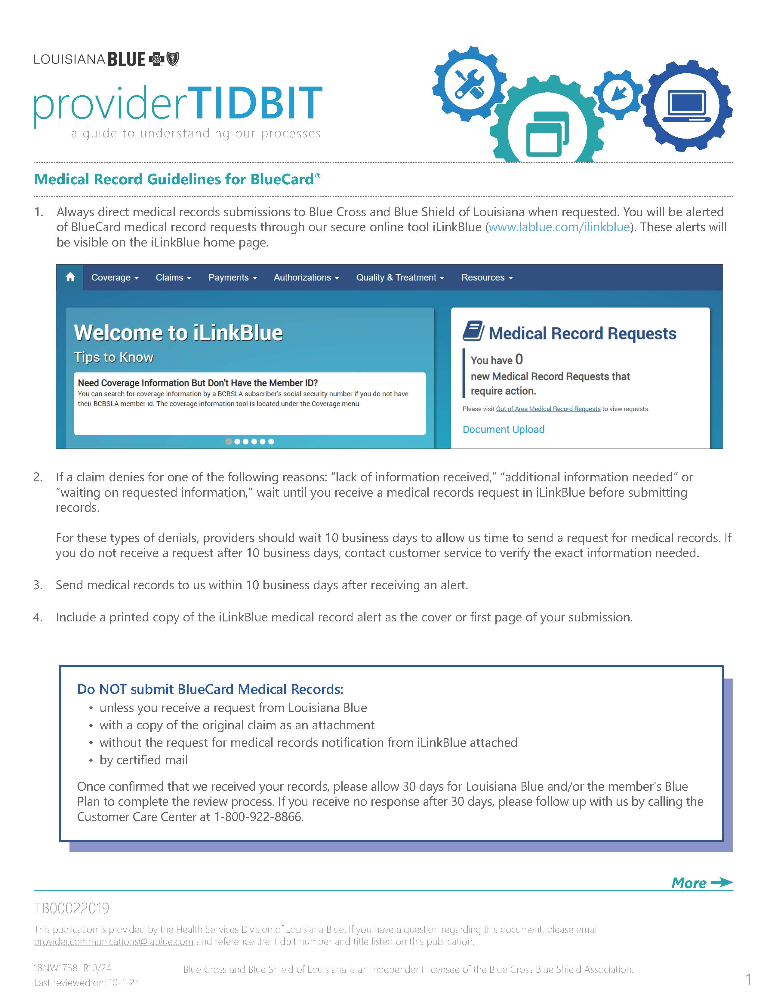 LOUISIANA BLUE
providerTIDBIT
a guide to understanding our processes
Medical Record Guidelines for BlueCard®
1. Always direct medical records submissions to Blue Cross and Blue Shield of Louisiana when requested. You will be alerted
of BlueCard medical record requests through our secure online tool iLinkBlue (www.lablue.com/ilinkblue). These alerts will
be visible on the iLinkBlue home page.
Coverage Claims Payments Authorizations Quality & Treatment Resources
Welcome to iLinkBlue
Tips to Know
Need Coverage Information But Don't Have the Member ID?
You can search for coverage information by a BCBSLA subscriber's social security number if you do not have
their BCBSLA member id. The coverage information tool is located under the Coverage menu.
Medical Record Requests
You have 0
new Medical Record Requests that
require action.
Please visit Out of Area Medical Record Requests to view requests.
Document Upload
2. If a claim denies for one of the following reasons: “lack of information received,” “additional information needed” or
“waiting on requested information,” wait until you receive a medical records request in iLinkBlue before submitting
records.
For these types of denials, providers should wait 10 business days to allow us time to send a request for medical records. If
you do not receive a request after 10 business days, contact customer service to verify the exact information needed.
3. Send medical records to us within 10 business days after receiving an alert.
4. Include a printed copy of the iLinkBlue medical record alert as the cover or first page of your submission.
Do NOT submit BlueCard Medical Records:
• unless you receive a request from Louisiana Blue
• with a copy of the original claim as an attachment
• without the request for medical records notification from iLinkBlue attached
• by certified mail
Once confirmed that we received your records, please allow 30 days for Louisiana Blue and/or the member’s Blue
Plan to complete the review process. If you receive no response after 30 days, please follow up with us by calling the
Customer Care Center at 1-800-922-8866.
More
TB00022019
This publication is provided by the Health Services Division of Louisiana Blue. If you have a question regarding this document, please email
provider.communications@lablue.com and reference the Tidbit number and title listed on this publication.
18NW1738 R10/24
Blue Cross and Blue Shield of Louisiana is an independent licensee of the Blue Cross Blue Shield Association.
Last reviewed on: 10-1-24
1